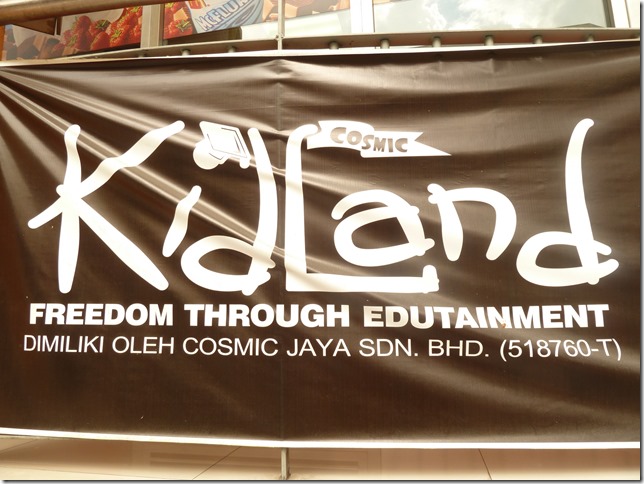 COSMIC
KidLand
FREEDOM THROUGH EDUTAINMENT
DIMILIKI OLEH COSMIC JAYA SDN. BHD. (518760-T)